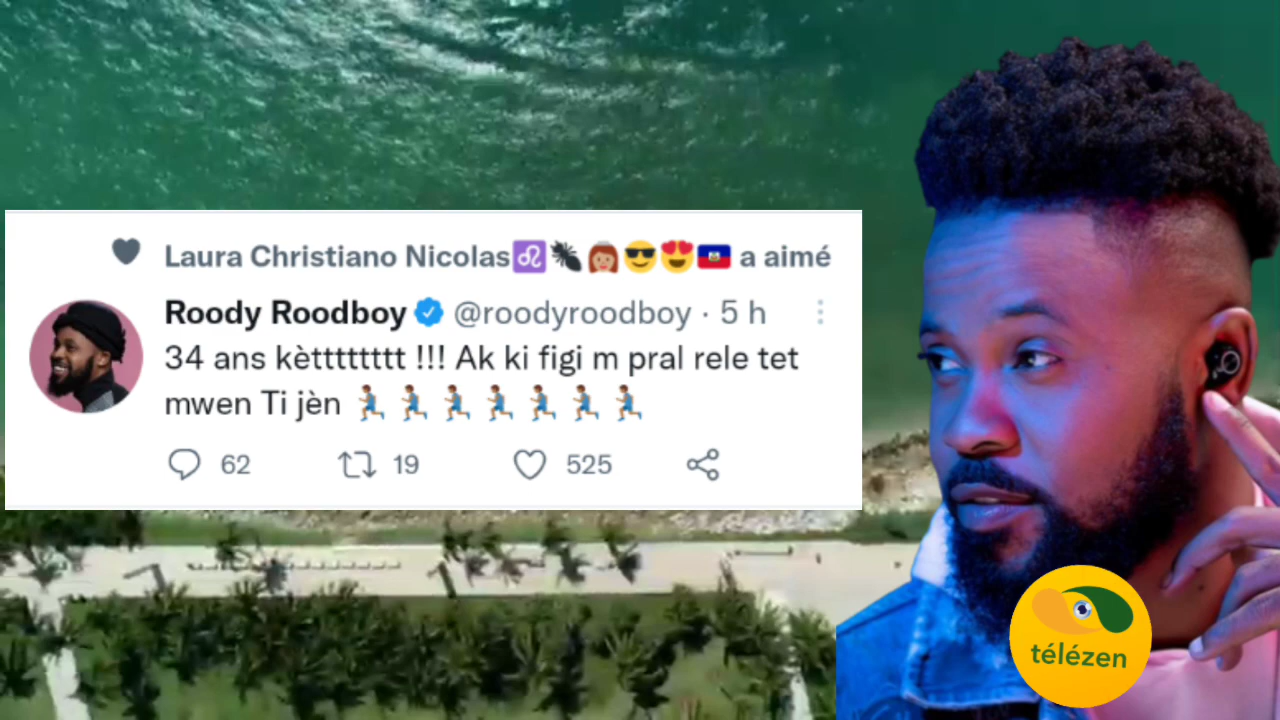 Laura Christiano Nicolas♌🐜👩🏽😎😍🇭🇹 a aimé
Roody Roodboy @roodyroodboy · 5 h
34 ans kètttttttt !!! Ak ki figi m pral rele tet
mwen Ti jèn 🏃🏽🏃🏽🏃🏽🏃🏽🏃🏽🏃🏽🏃🏽
62 19 525
télézen